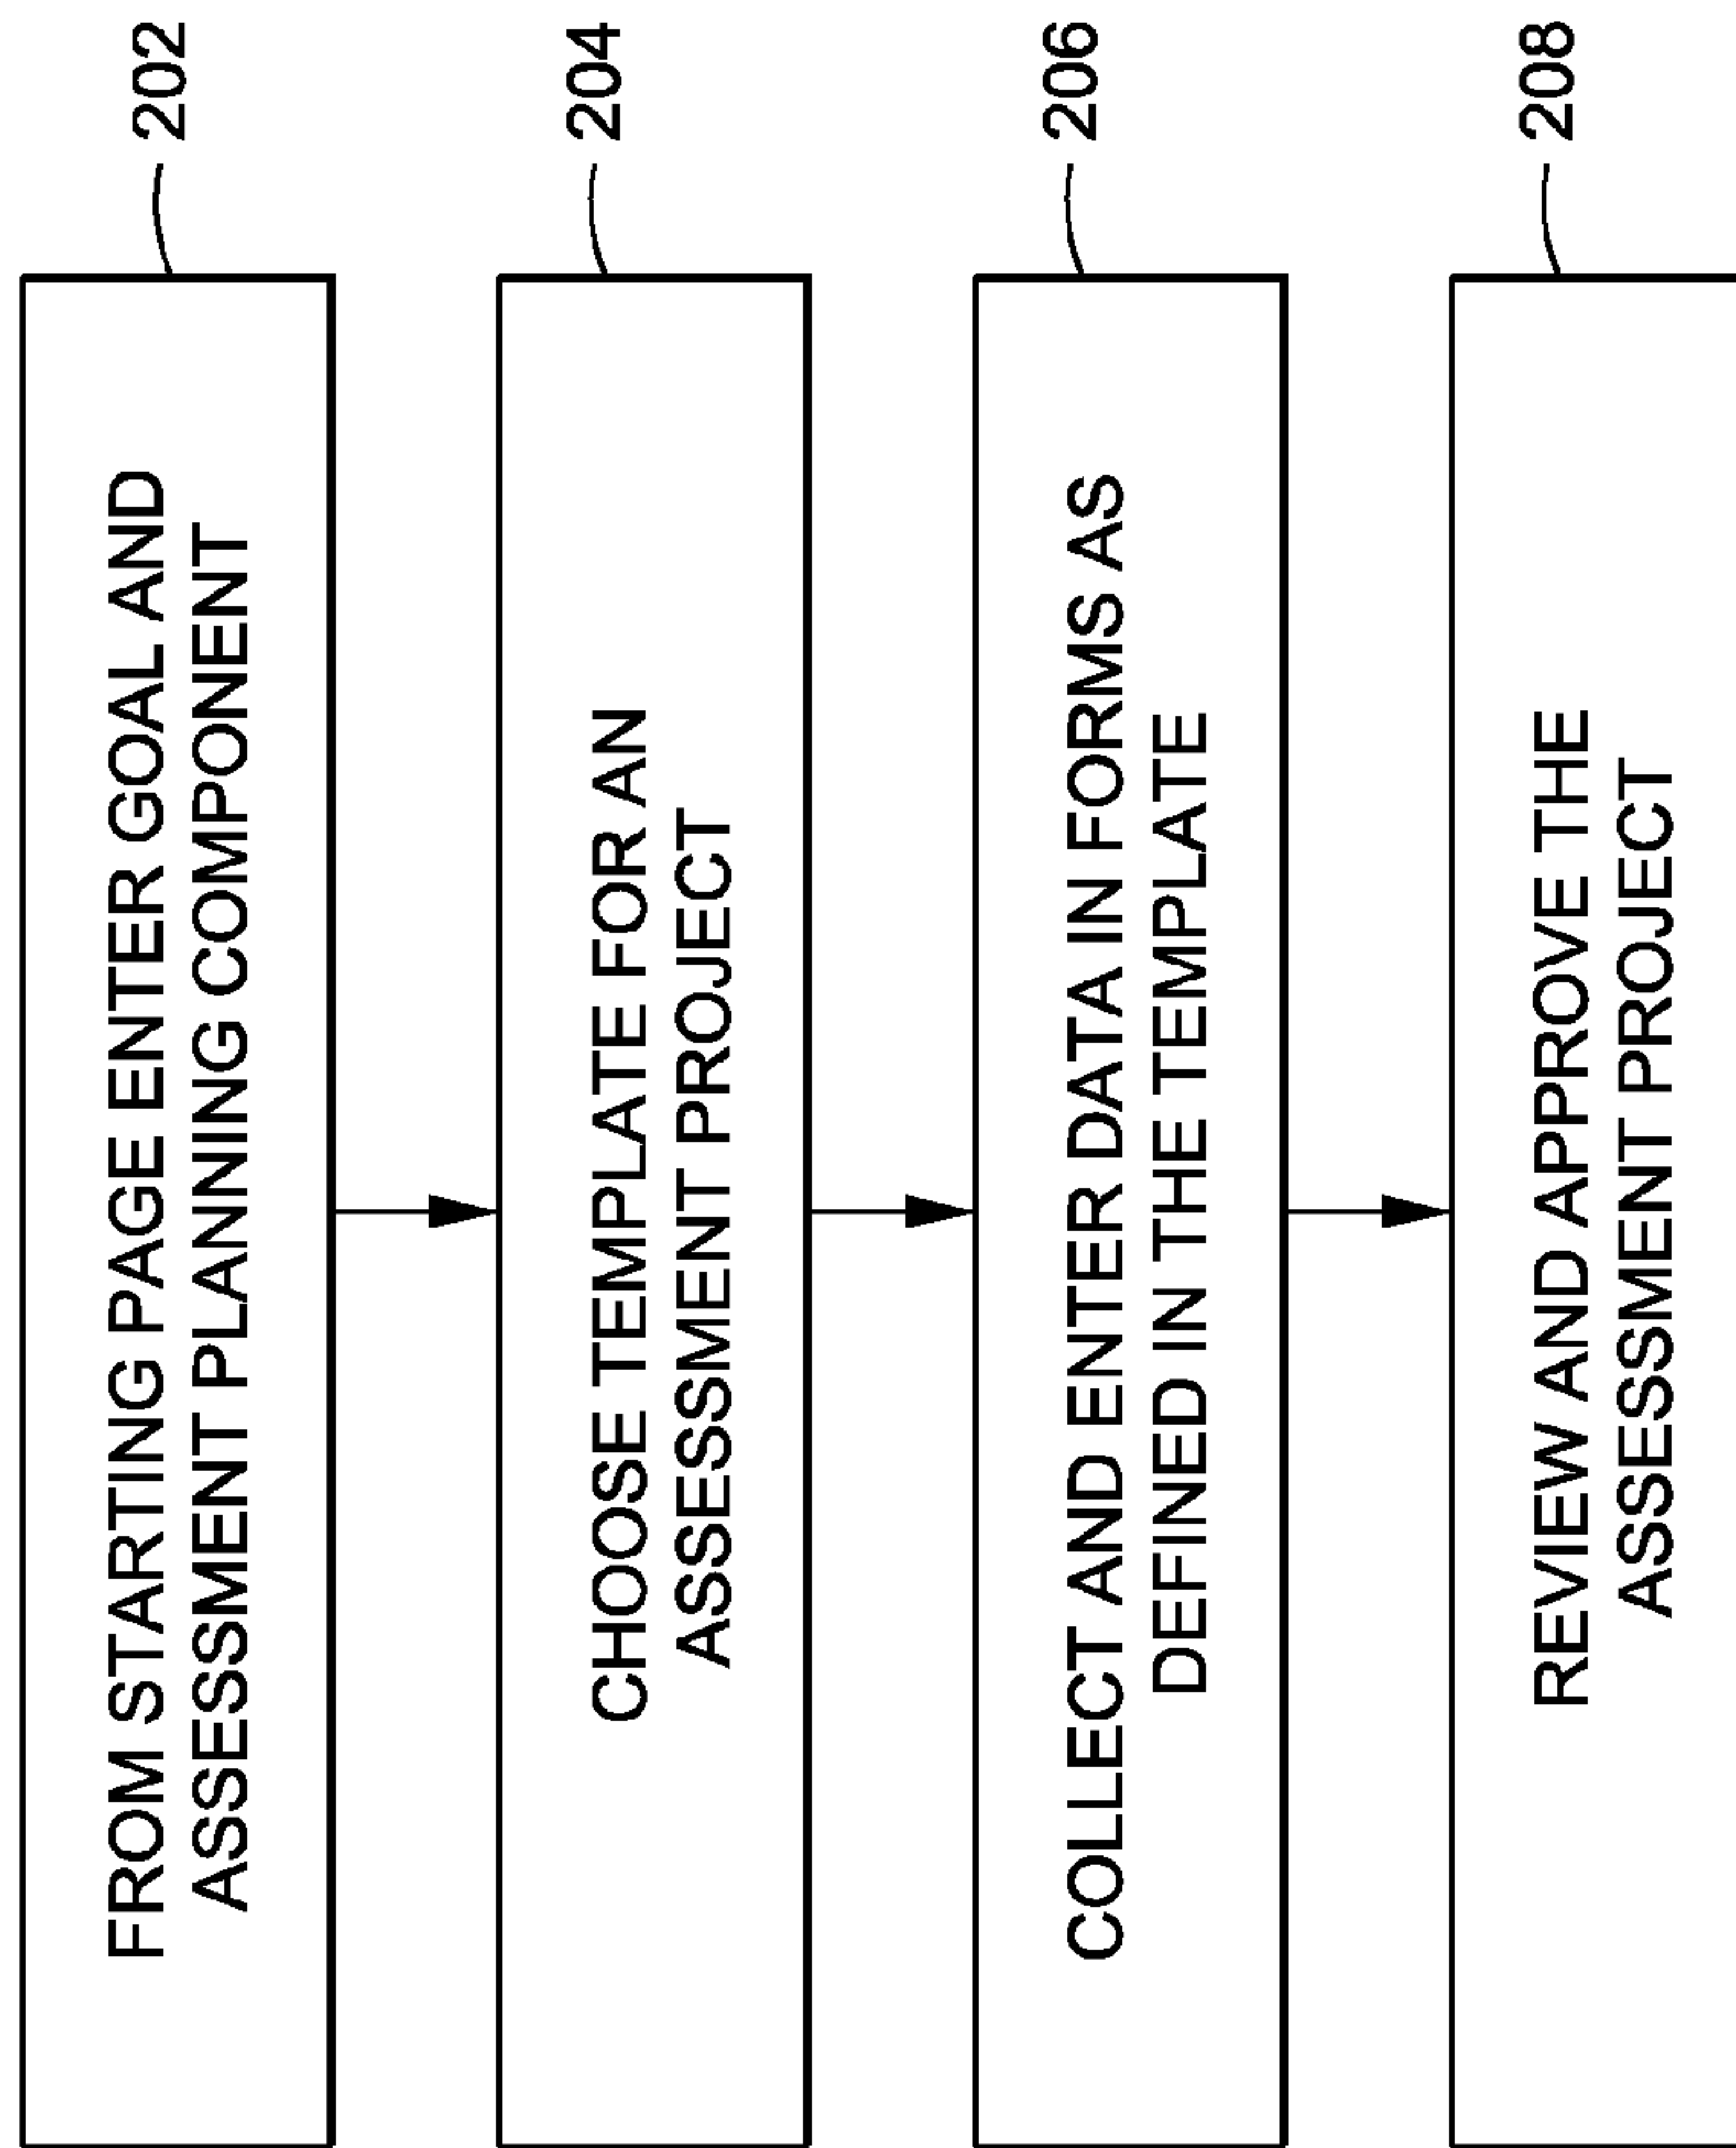 202
FROM STARTING PAGE ENTER GOAL AND
ASSESSMENT PLANNING COMPONENT
204
CHOOSE TEMPLATE FOR AN
ASSESSMENT PROJECT
206
COLLECT AND ENTER DATA IN FORMS AS
DEFINED IN THE TEMPLATE
208
REVIEW AND APPROVE THE
ASSESSMENT PROJECT